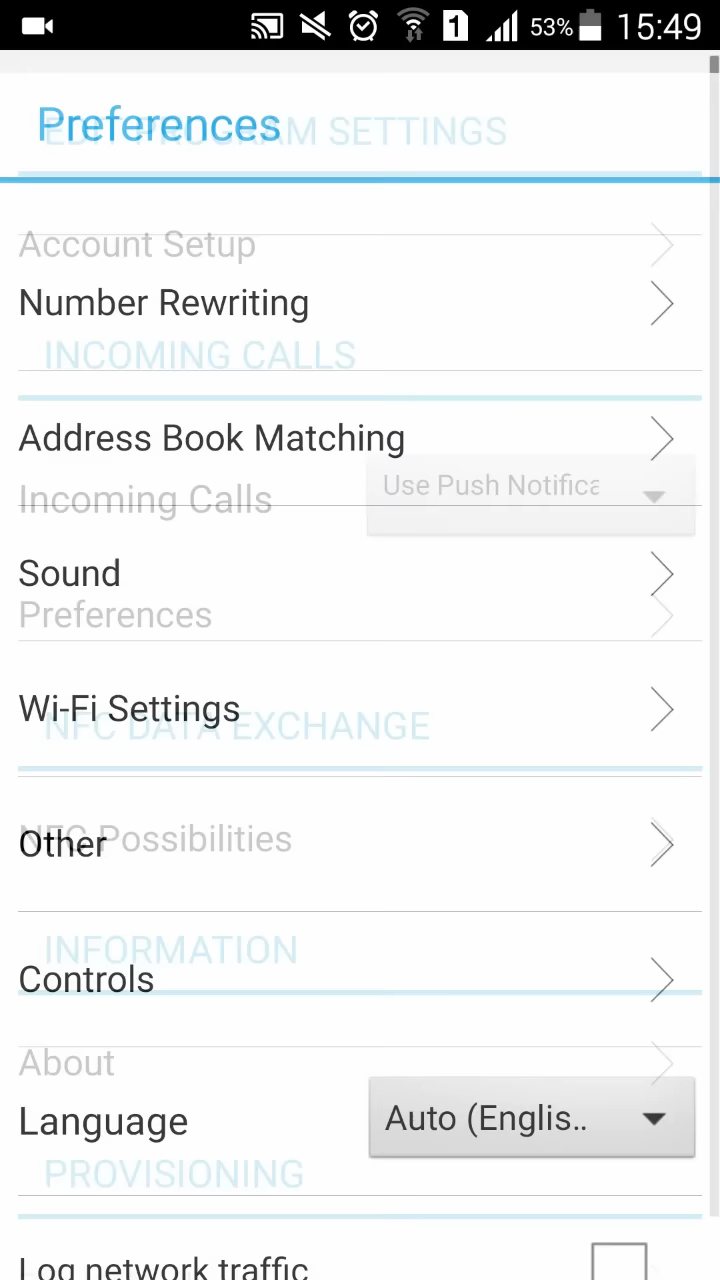 53% 15:49
Preferences
EDIT PROGRAM SETTINGS
Account Setup
Number Rewriting
INCOMING CALLS
Address Book Matching
Incoming Calls Use Push Notifica
Sound
Preferences
Wi-Fi Settings
NFC DATA EXCHANGE
NFC Possibilities
Other
INFORMATION
Controls
About
Language Auto (Englis..
PROVISIONING
Log network traffic